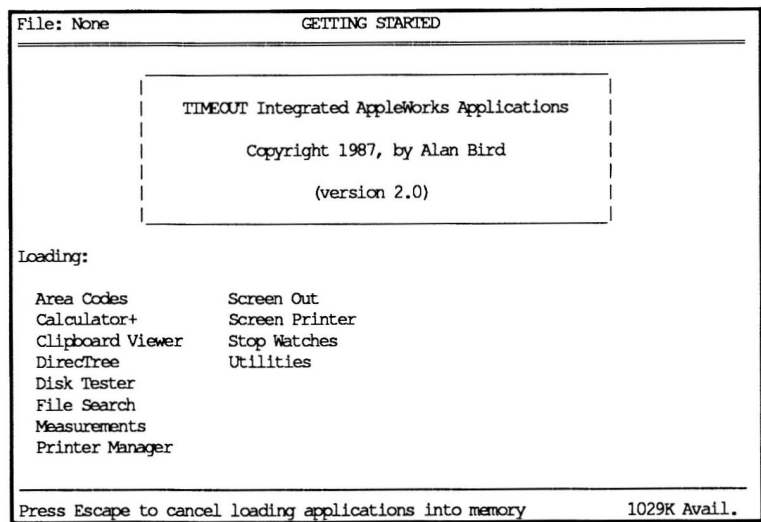 File: None GETTING STARTED
TIMEOUT Integrated AppleWorks Applications
Copyright 1987, by Alan Bird
(version 2.0)
Loading:
Area Codes Screen Out
Calculator+ Screen Printer
Clipboard Viewer Stop Watches
DirecTree Utilities
Disk Tester
File Search
Measurements
Printer Manager
Press Escape to cancel loading applications into memory 1029K Avail.